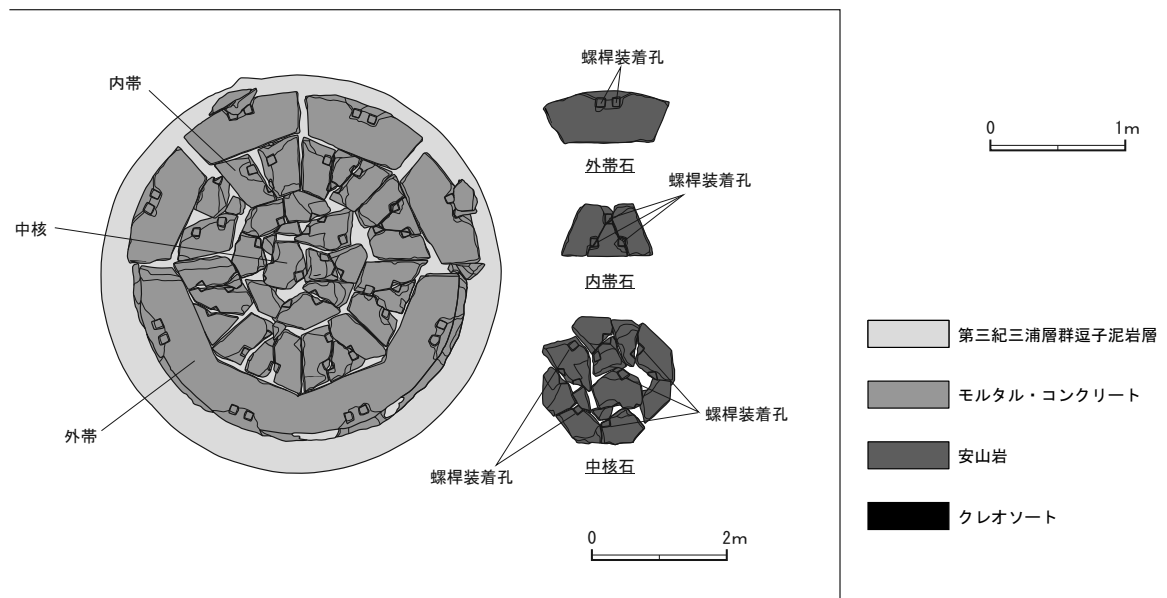 内帯
中核
外帯
螺桿装着孔
外帯石
螺桿装着孔
内帯石
螺桿装着孔
螺桿装着孔
中核石
0 2m
0 1m
第三紀三浦層群逗子泥岩層
モルタル・コンクリート
安山岩
クレオソート